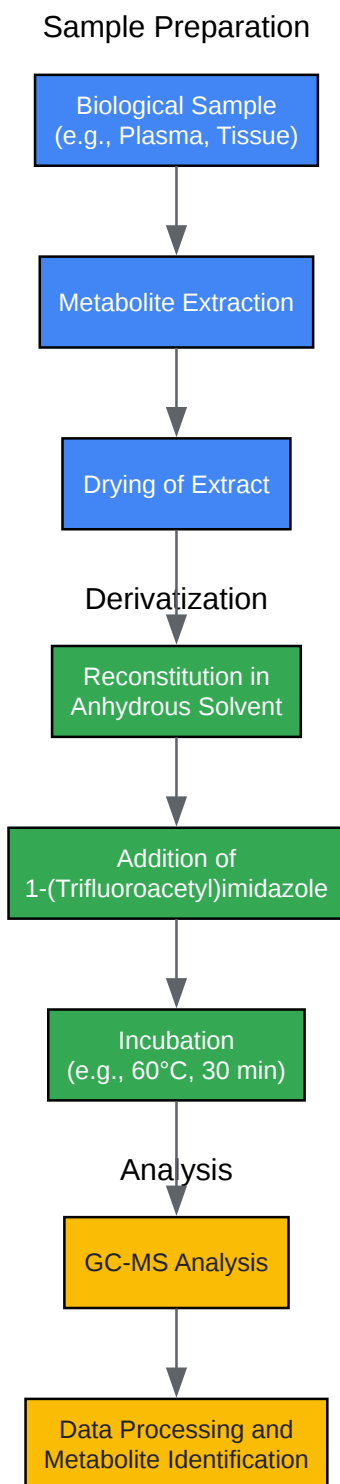 Sample Preparation
Biological Sample
(e.g., Plasma, Tissue)
Metabolite Extraction
Drying of Extract
Derivatization
Reconstitution in
Anhydrous Solvent
Addition of
1-(Trifluoroacetyl)imidazole
Incubation
(e.g., 60°C, 30 min)
Analysis
GC-MS Analysis
Data Processing and
Metabolite Identification